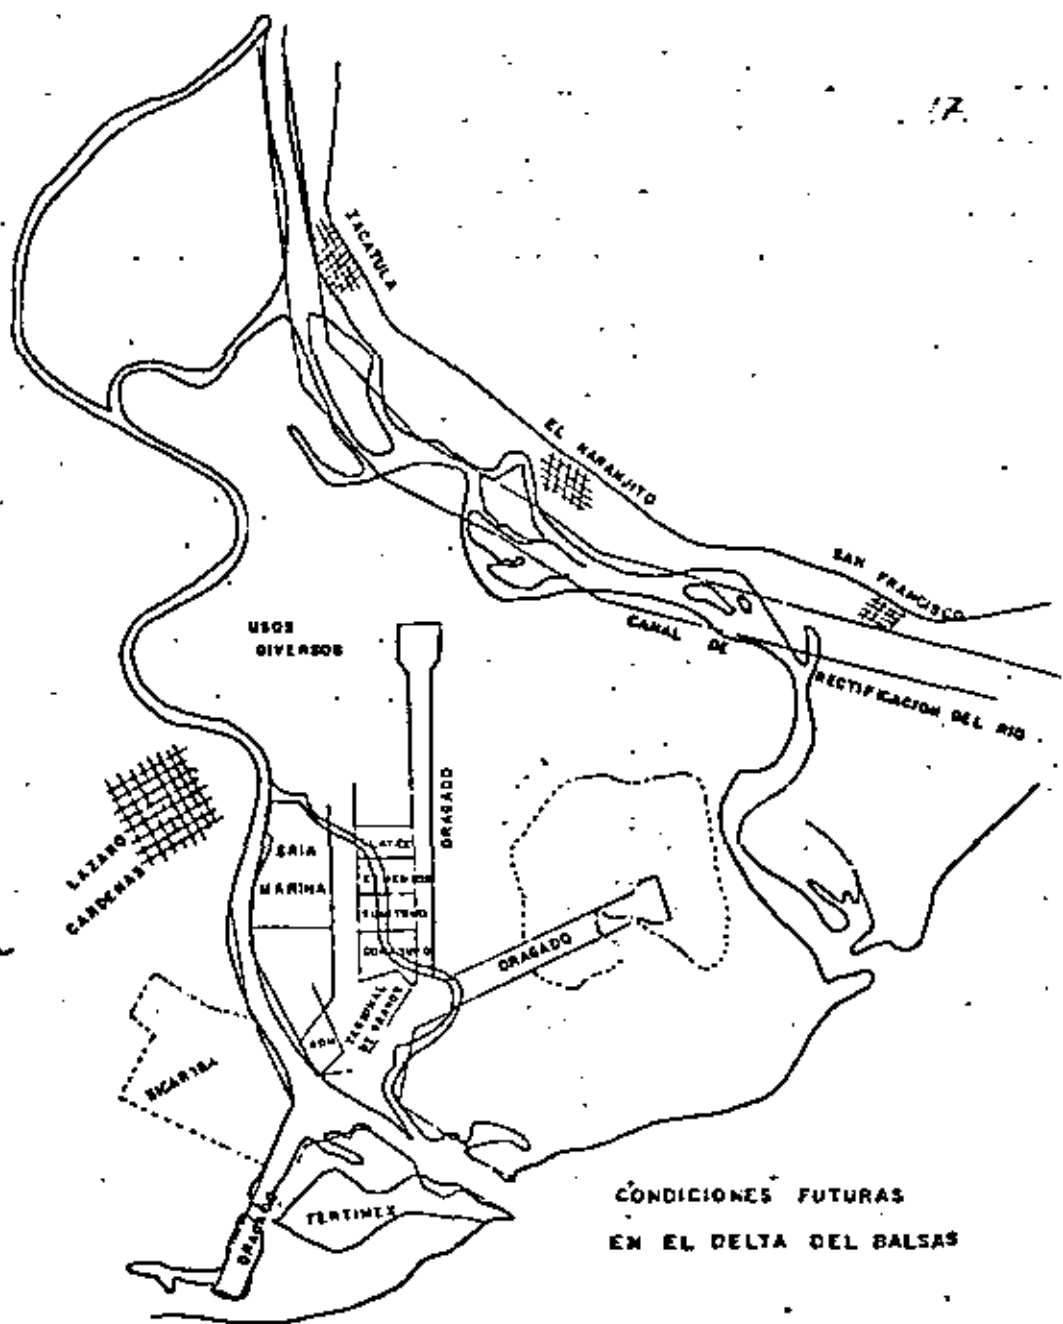 17
ZACATULA
EL NARANJITO
SAN FRANCISCO
USOS
DIVERSOS
CANAL DE
RECTIFICACION DEL RIO
DRAGADO
LAZARO
CARDENAS
SRIA
MARINA
DRAGADO
TERMINAL
DE GRANOS
SICARTSA
DRAGADO
FERTIMEX
CONDICIONES FUTURAS
EN EL DELTA DEL BALSAS